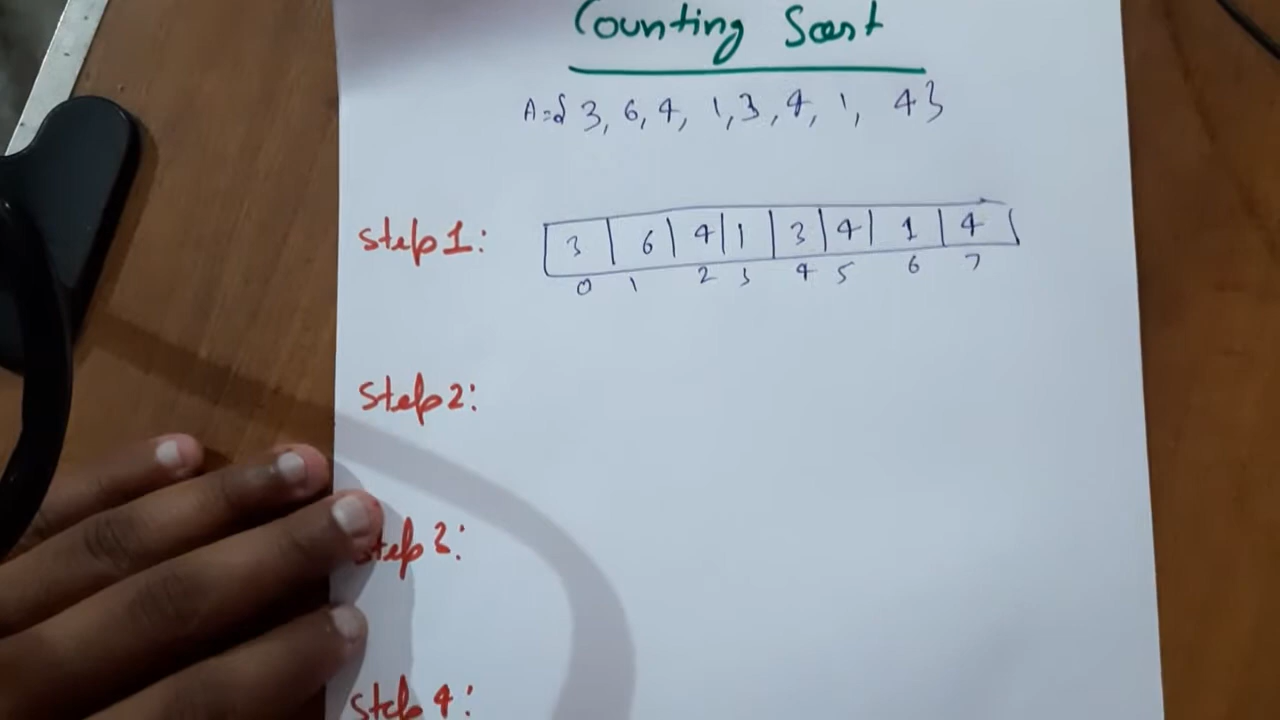 Counting Sort
A={ 3, 6, 4, 1, 3, 4, 1, 4}
Step 1: 3 6 4 1 3 4 1 4
0 1 2 3 4 5 6 7
Step 2:
Step 3:
Step 4: